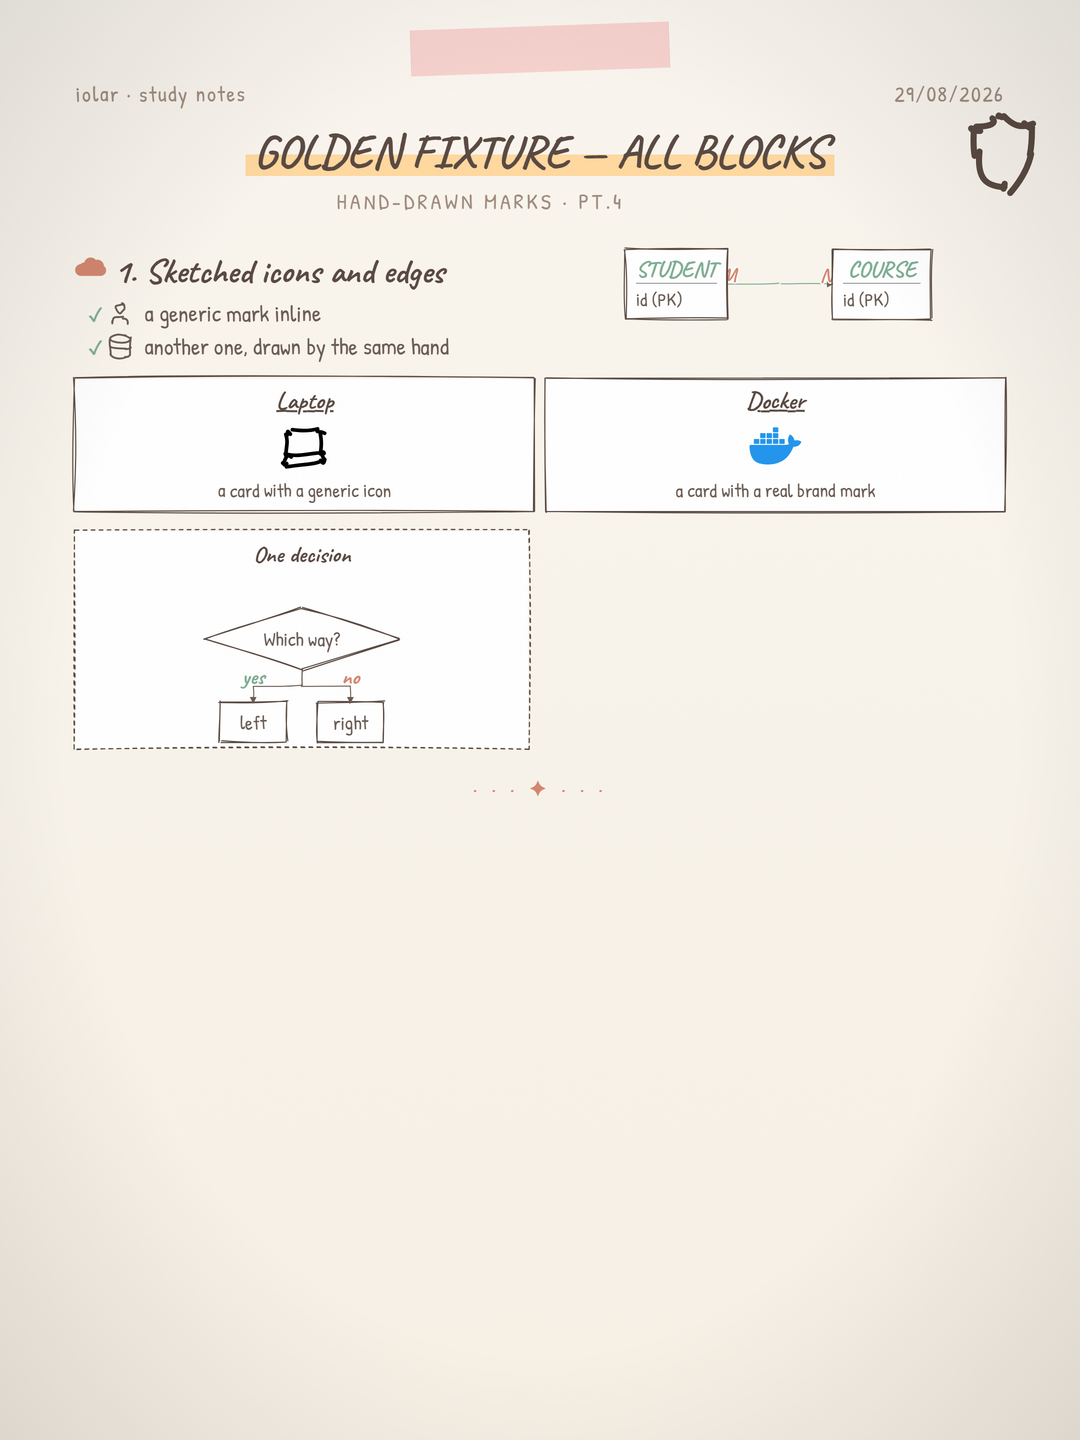 iolar · study notes
29/08/2026
GOLDEN FIXTURE — ALL BLOCKS
HAND-DRAWN MARKS · PT.4
1. Sketched icons and edges
✓ a generic mark inline
✓ another one, drawn by the same hand
STUDENT
id (PK)
M
N
COURSE
id (PK)
Laptop
a card with a generic icon
Docker
a card with a real brand mark
One decision
Which way?
yes
no
left
right